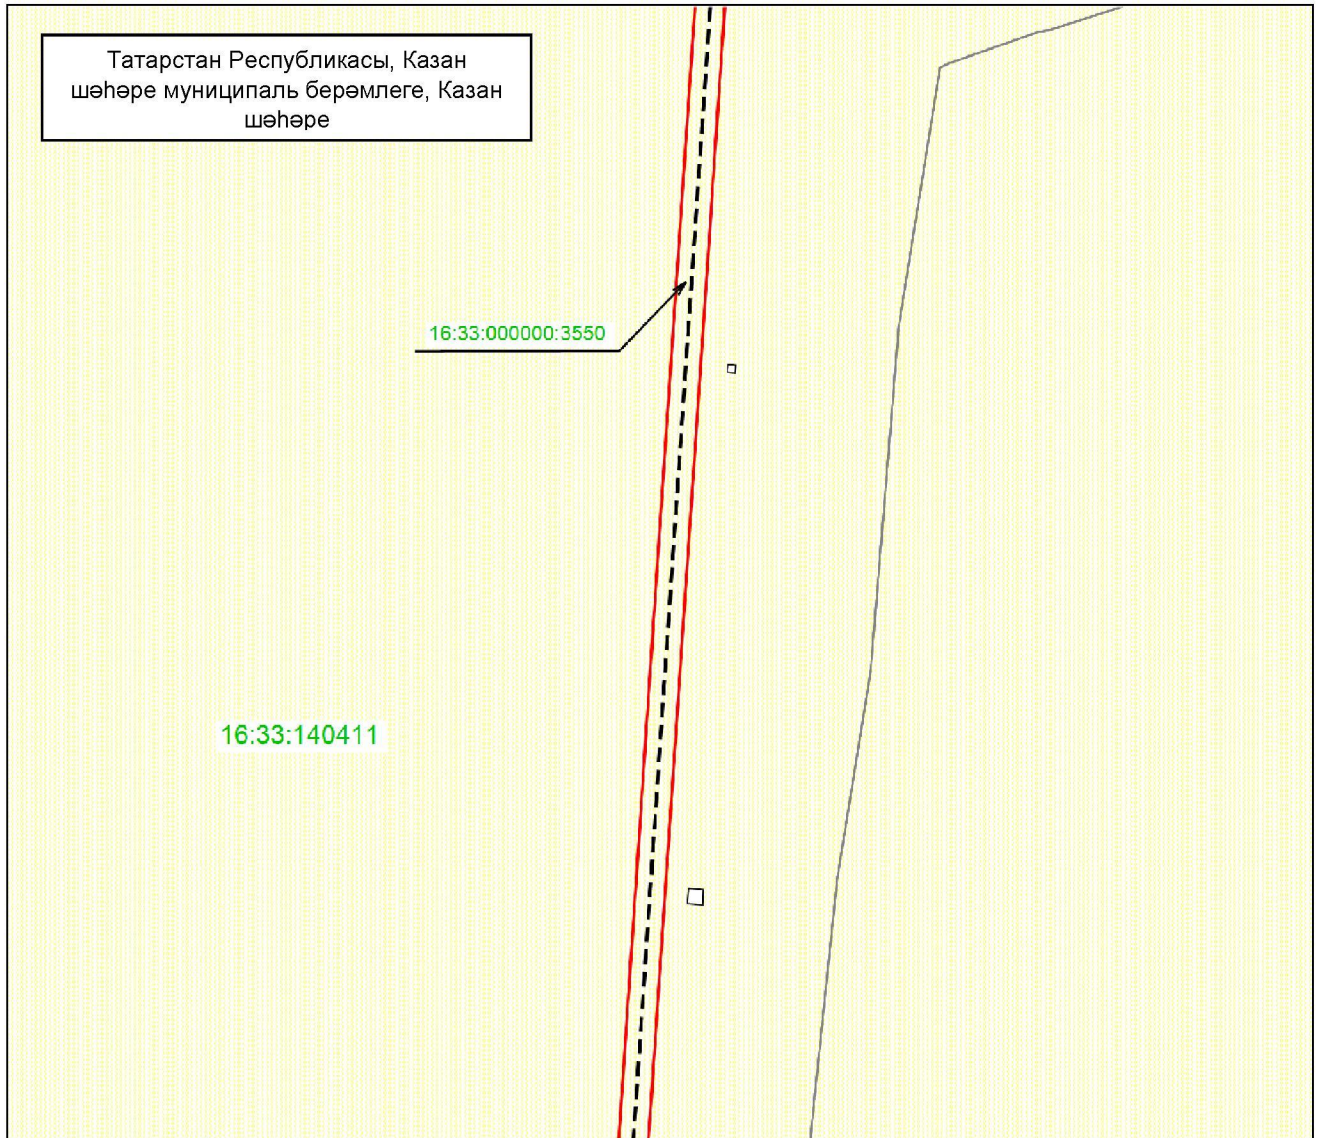 Татарстан Республикасы, Казан
шәһәре муниципаль берәмлеге, Казан
шәһәре
16:33:000000:3550
16:33:140411